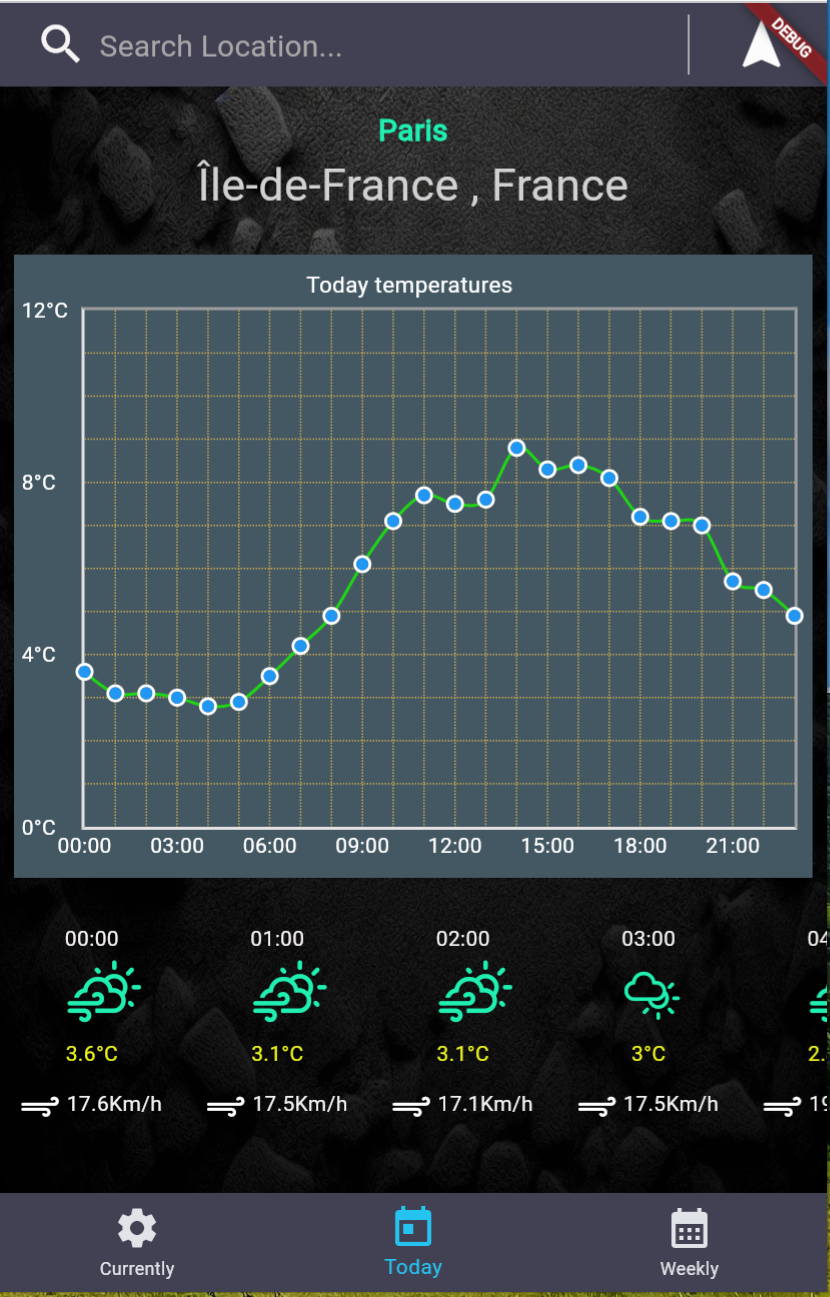 Search Location...
DEBUG
Paris
Île-de-France , France
Today temperatures
12°C
8°C
4°C
0°C
00:00 03:00 06:00 09:00 12:00 15:00 18:00 21:00
00:00 01:00 02:00 03:00 04
3.6°C 3.1°C 3.1°C 3°C 2.
17.6Km/h 17.5Km/h 17.1Km/h 17.5Km/h 19
Currently Today Weekly